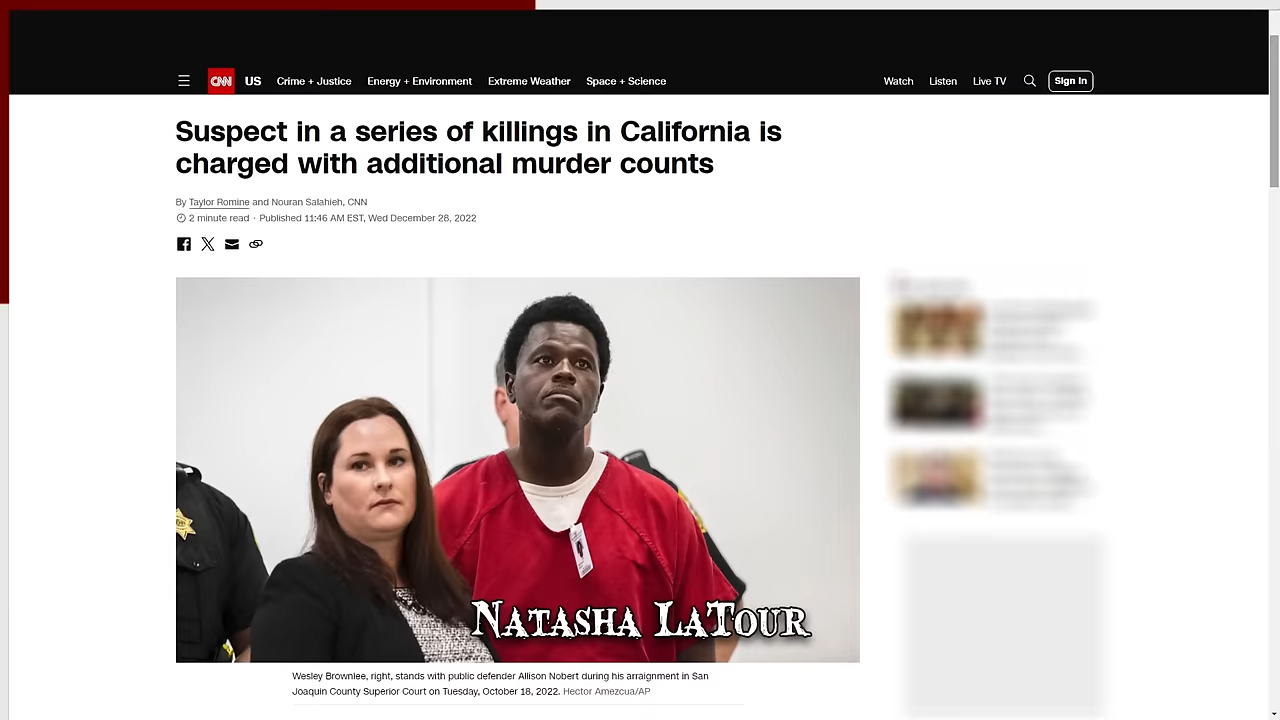 CNN US Crime + Justice Energy + Environment Extreme Weather Space + Science Watch Listen Live TV Sign In
Suspect in a series of killings in California is
charged with additional murder counts
By Taylor Romine and Nouran Salahieh, CNN
2 minute read · Published 11:46 AM EST, Wed December 28, 2022
NATASHA LATOUR
Wesley Brownlee, right, stands with public defender Allison Nobert during his arraignment in San
Joaquin County Superior Court on Tuesday, October 18, 2022. Hector Amezcua/AP